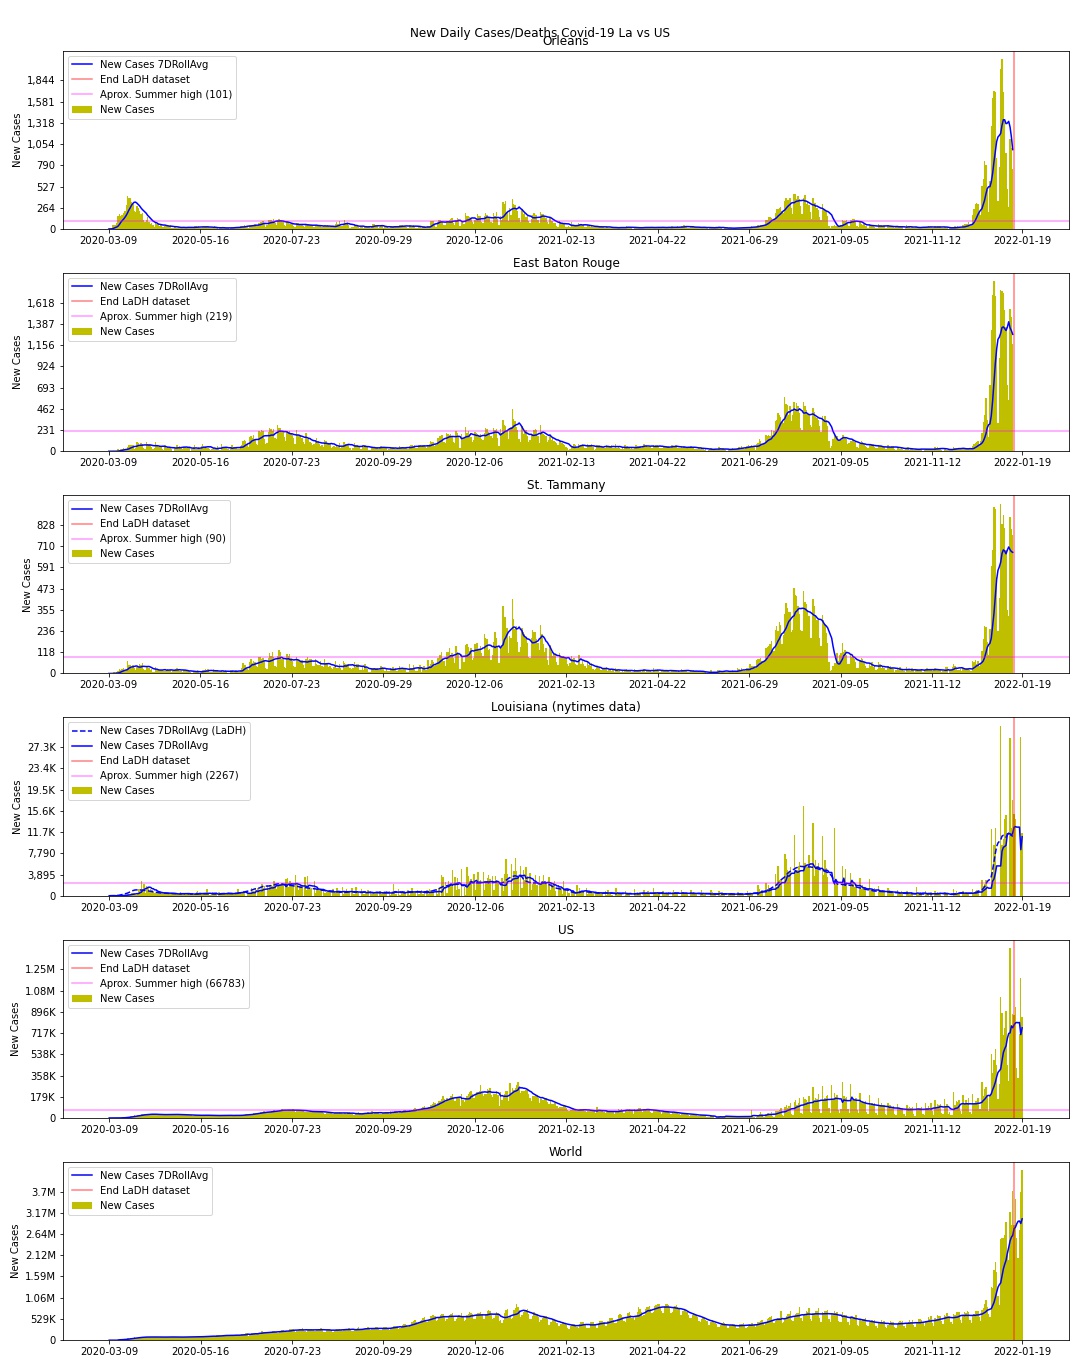 New Daily Cases/Deaths Covid-19 La vs US
Orleans
New Cases 7DRollAvg
End LaDH dataset
Aprox. Summer high (101)
New Cases
New Cases
1,844
1,581
1,318
1,054
790
527
264
0
2020-03-09 2020-05-16 2020-07-23 2020-09-29 2020-12-06 2021-02-13 2021-04-22 2021-06-29 2021-09-05 2021-11-12 2022-01-19
East Baton Rouge
New Cases 7DRollAvg
End LaDH dataset
Aprox. Summer high (219)
New Cases
New Cases
1,618
1,387
1,156
924
693
462
231
0
2020-03-09 2020-05-16 2020-07-23 2020-09-29 2020-12-06 2021-02-13 2021-04-22 2021-06-29 2021-09-05 2021-11-12 2022-01-19
St. Tammany
New Cases 7DRollAvg
End LaDH dataset
Aprox. Summer high (90)
New Cases
New Cases
828
710
591
473
355
236
118
0
2020-03-09 2020-05-16 2020-07-23 2020-09-29 2020-12-06 2021-02-13 2021-04-22 2021-06-29 2021-09-05 2021-11-12 2022-01-19
Louisiana (nytimes data)
New Cases 7DRollAvg (LaDH)
New Cases 7DRollAvg
End LaDH dataset
Aprox. Summer high (2267)
New Cases
New Cases
27.3K
23.4K
19.5K
15.6K
11.7K
7,790
3,895
0
2020-03-09 2020-05-16 2020-07-23 2020-09-29 2020-12-06 2021-02-13 2021-04-22 2021-06-29 2021-09-05 2021-11-12 2022-01-19
US
New Cases 7DRollAvg
End LaDH dataset
Aprox. Summer high (66783)
New Cases
New Cases
1.25M
1.08M
896K
717K
538K
358K
179K
0
2020-03-09 2020-05-16 2020-07-23 2020-09-29 2020-12-06 2021-02-13 2021-04-22 2021-06-29 2021-09-05 2021-11-12 2022-01-19
World
New Cases 7DRollAvg
End LaDH dataset
New Cases
New Cases
3.7M
3.17M
2.64M
2.12M
1.59M
1.06M
529K
0
2020-03-09 2020-05-16 2020-07-23 2020-09-29 2020-12-06 2021-02-13 2021-04-22 2021-06-29 2021-09-05 2021-11-12 2022-01-19